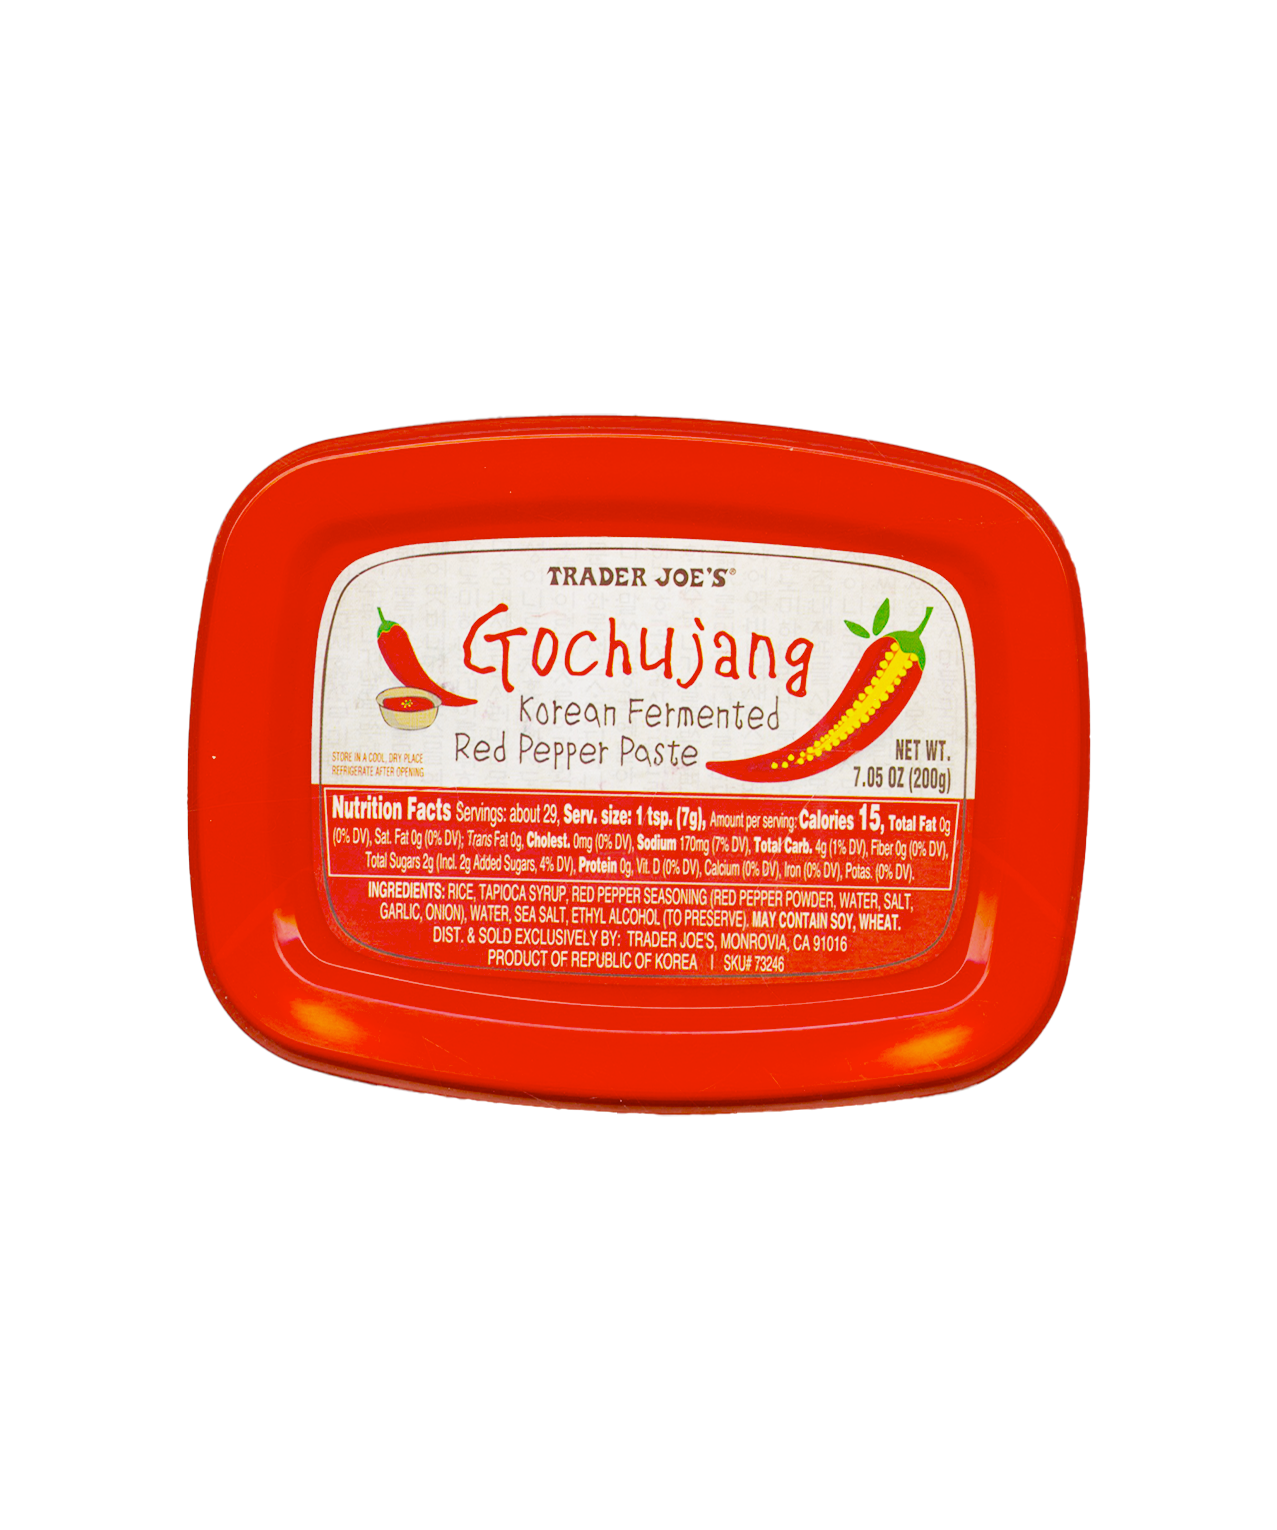 TRADER JOE'S®
Gochujang
Korean Fermented
Red Pepper Paste
STORE IN A COOL, DRY PLACE
REFRIGERATE AFTER OPENING
NET WT.
7.05 OZ (200g)
Nutrition Facts Servings: about 29, Serv. size: 1 tsp. (7g), Amount per serving: Calories 15, Total Fat 0g
(0% DV), Sat. Fat 0g (0% DV), Trans Fat 0g, Cholest. 0mg (0% DV), Sodium 170mg (7% DV), Total Carb. 4g (1% DV), Fiber 0g (0% DV),
Total Sugars 2g (Incl. 2g Added Sugars, 4% DV), Protein 0g, Vit. D (0% DV), Calcium (0% DV), Iron (0% DV), Potas. (0% DV).
INGREDIENTS: RICE, TAPIOCA SYRUP, RED PEPPER SEASONING (RED PEPPER POWDER, WATER, SALT,
GARLIC, ONION), WATER, SEA SALT, ETHYL ALCOHOL (TO PRESERVE). MAY CONTAIN SOY, WHEAT.
DIST. & SOLD EXCLUSIVELY BY: TRADER JOE'S, MONROVIA, CA 91016
PRODUCT OF REPUBLIC OF KOREA | SKU# 73246